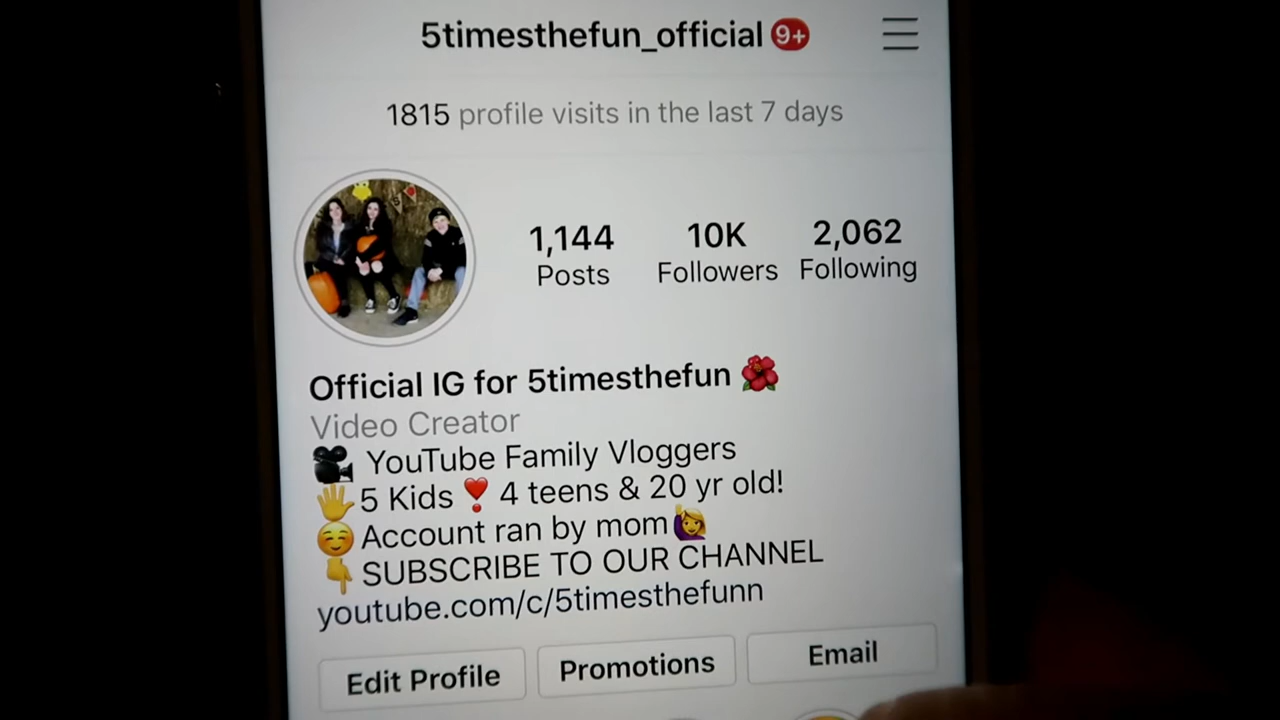 5timesthefun_official 9+
1815 profile visits in the last 7 days
1,144 10K 2,062
Posts Followers Following
Official IG for 5timesthefun 🌺
Video Creator
🎥 YouTube Family Vloggers
🖐5 Kids❣️4 teens & 20 yr old!
☺️Account ran by mom🙋‍♀️
👇SUBSCRIBE TO OUR CHANNEL
youtube.com/c/5timesthefunn
Edit Profile Promotions Email